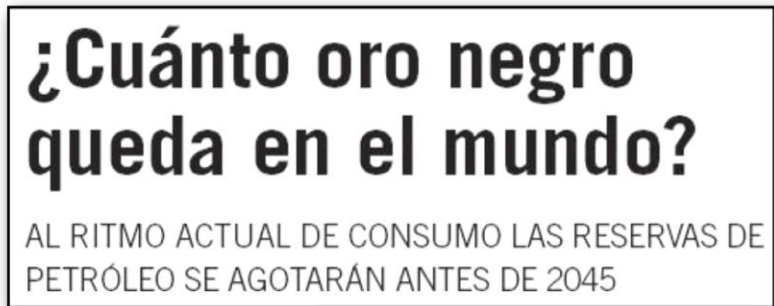 ¿Cuánto oro negro
queda en el mundo?
AL RITMO ACTUAL DE CONSUMO LAS RESERVAS DE
PETRÓLEO SE AGOTARÁN ANTES DE 2045